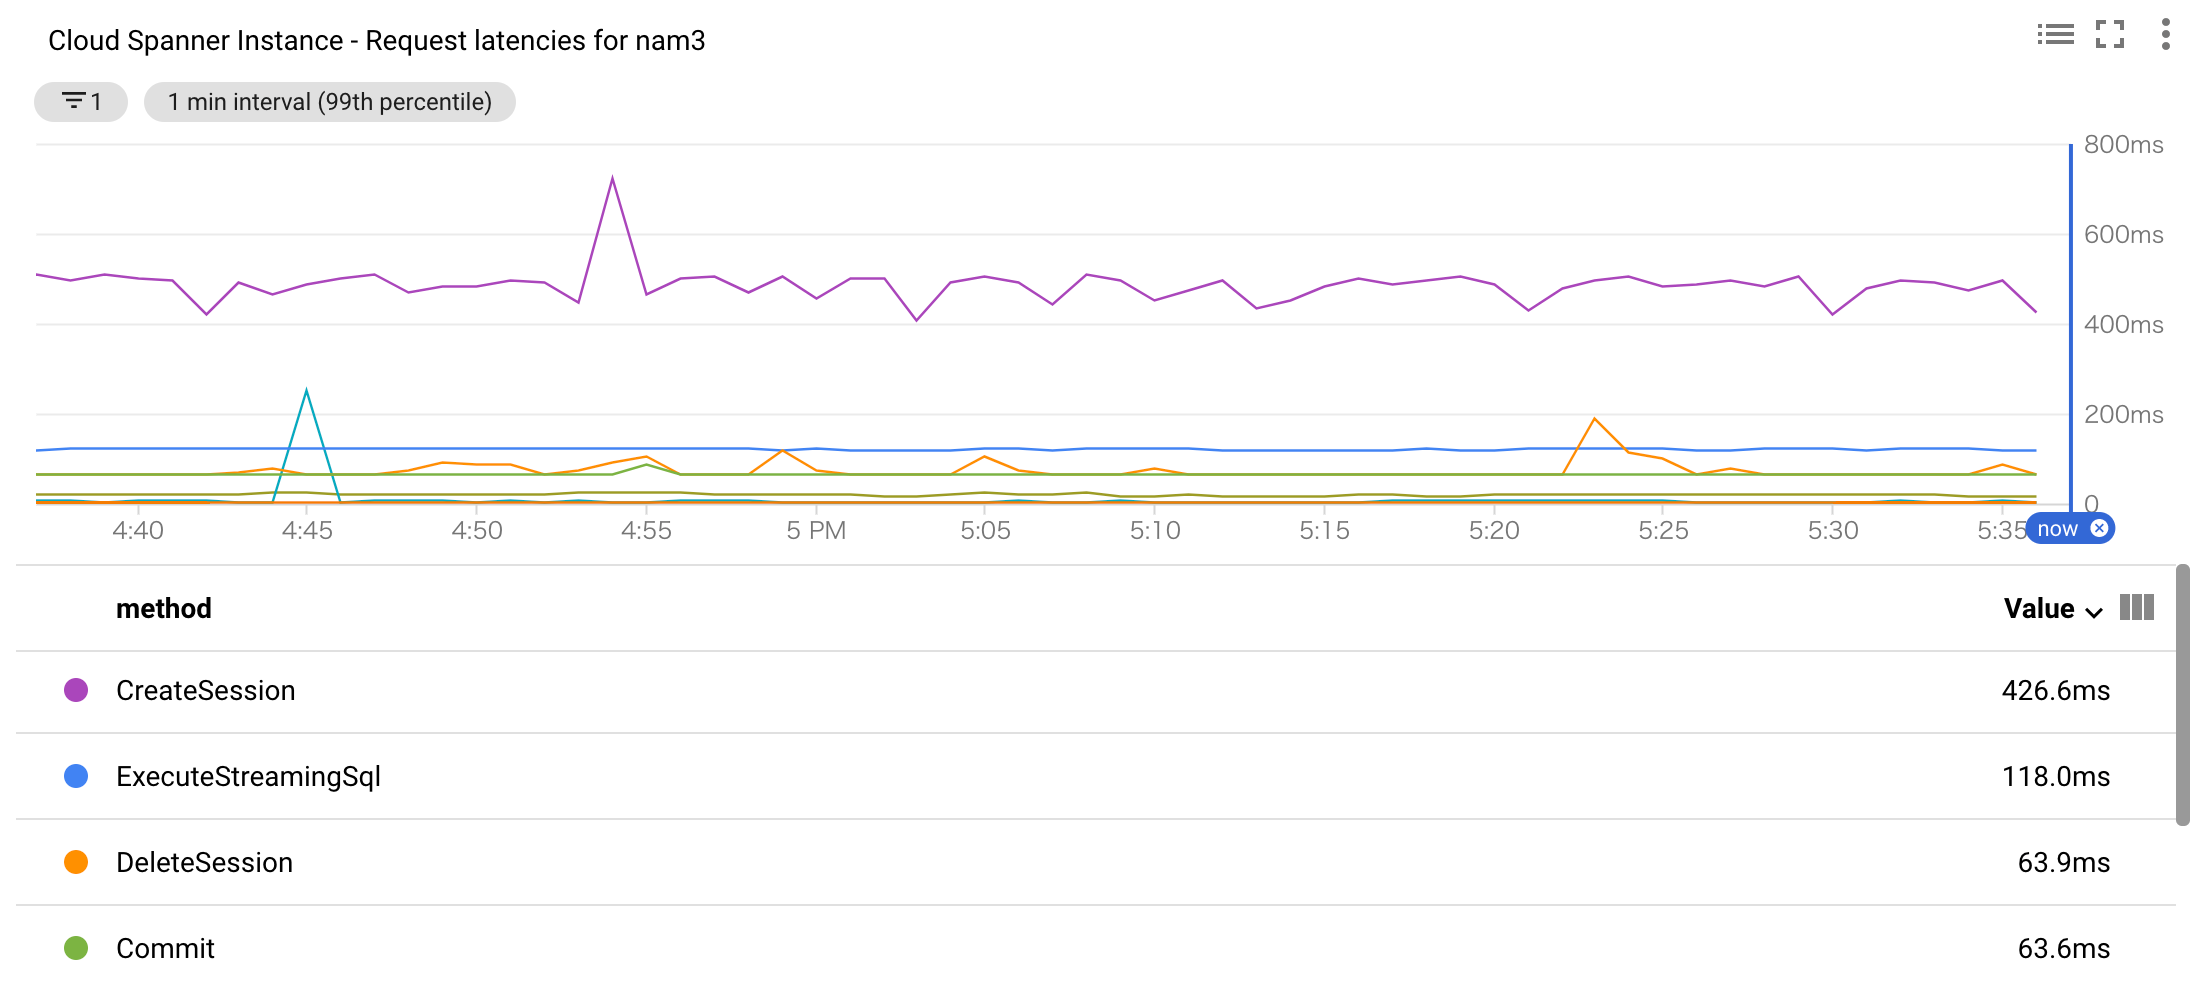 Cloud Spanner Instance - Request latencies for nam3
1
1 min interval (99th percentile)
800ms
600ms
400ms
200ms
0
4:40 4:45 4:50 4:55 5 PM 5:05 5:10 5:15 5:20 5:25 5:30 5:35
now
method Value
CreateSession 426.6ms
ExecuteStreamingSql 118.0ms
DeleteSession 63.9ms
Commit 63.6ms